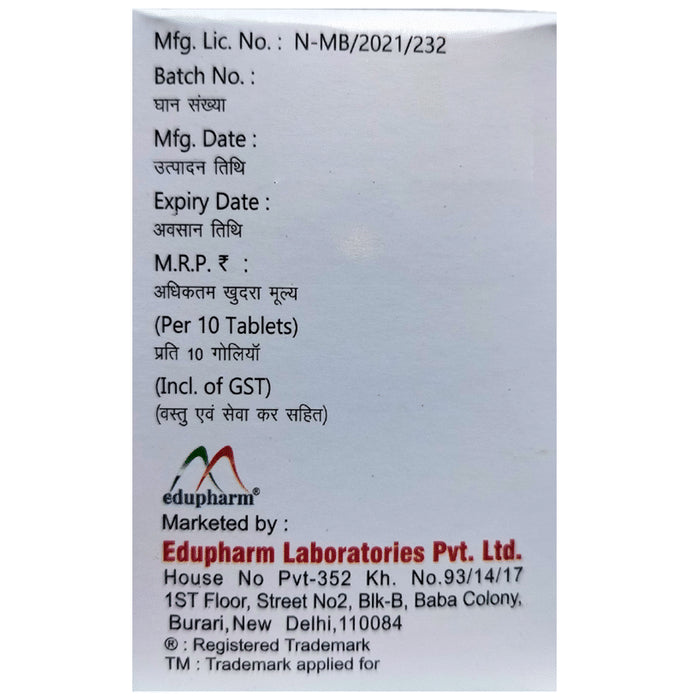 Mfg. Lic. No. : N-MB/2021/232
Batch No. :
घान संख्या
Mfg. Date :
उत्पादन तिथि
Expiry Date :
अवसान तिथि
M.R.P. ₹ :
अधिकतम खुदरा मूल्य
(Per 10 Tablets)
प्रति 10 गोलियॉ
(Incl. of GST)
(वस्तु एवं सेवा कर सहित)
edupharm®
Marketed by :
Edupharm Laboratories Pvt. Ltd.
House No Pvt-352 Kh. No.93/14/17
1ST Floor, Street No2, Blk-B, Baba Colony,
Burari,New Delhi,110084
® : Registered Trademark
TM : Trademark applied for